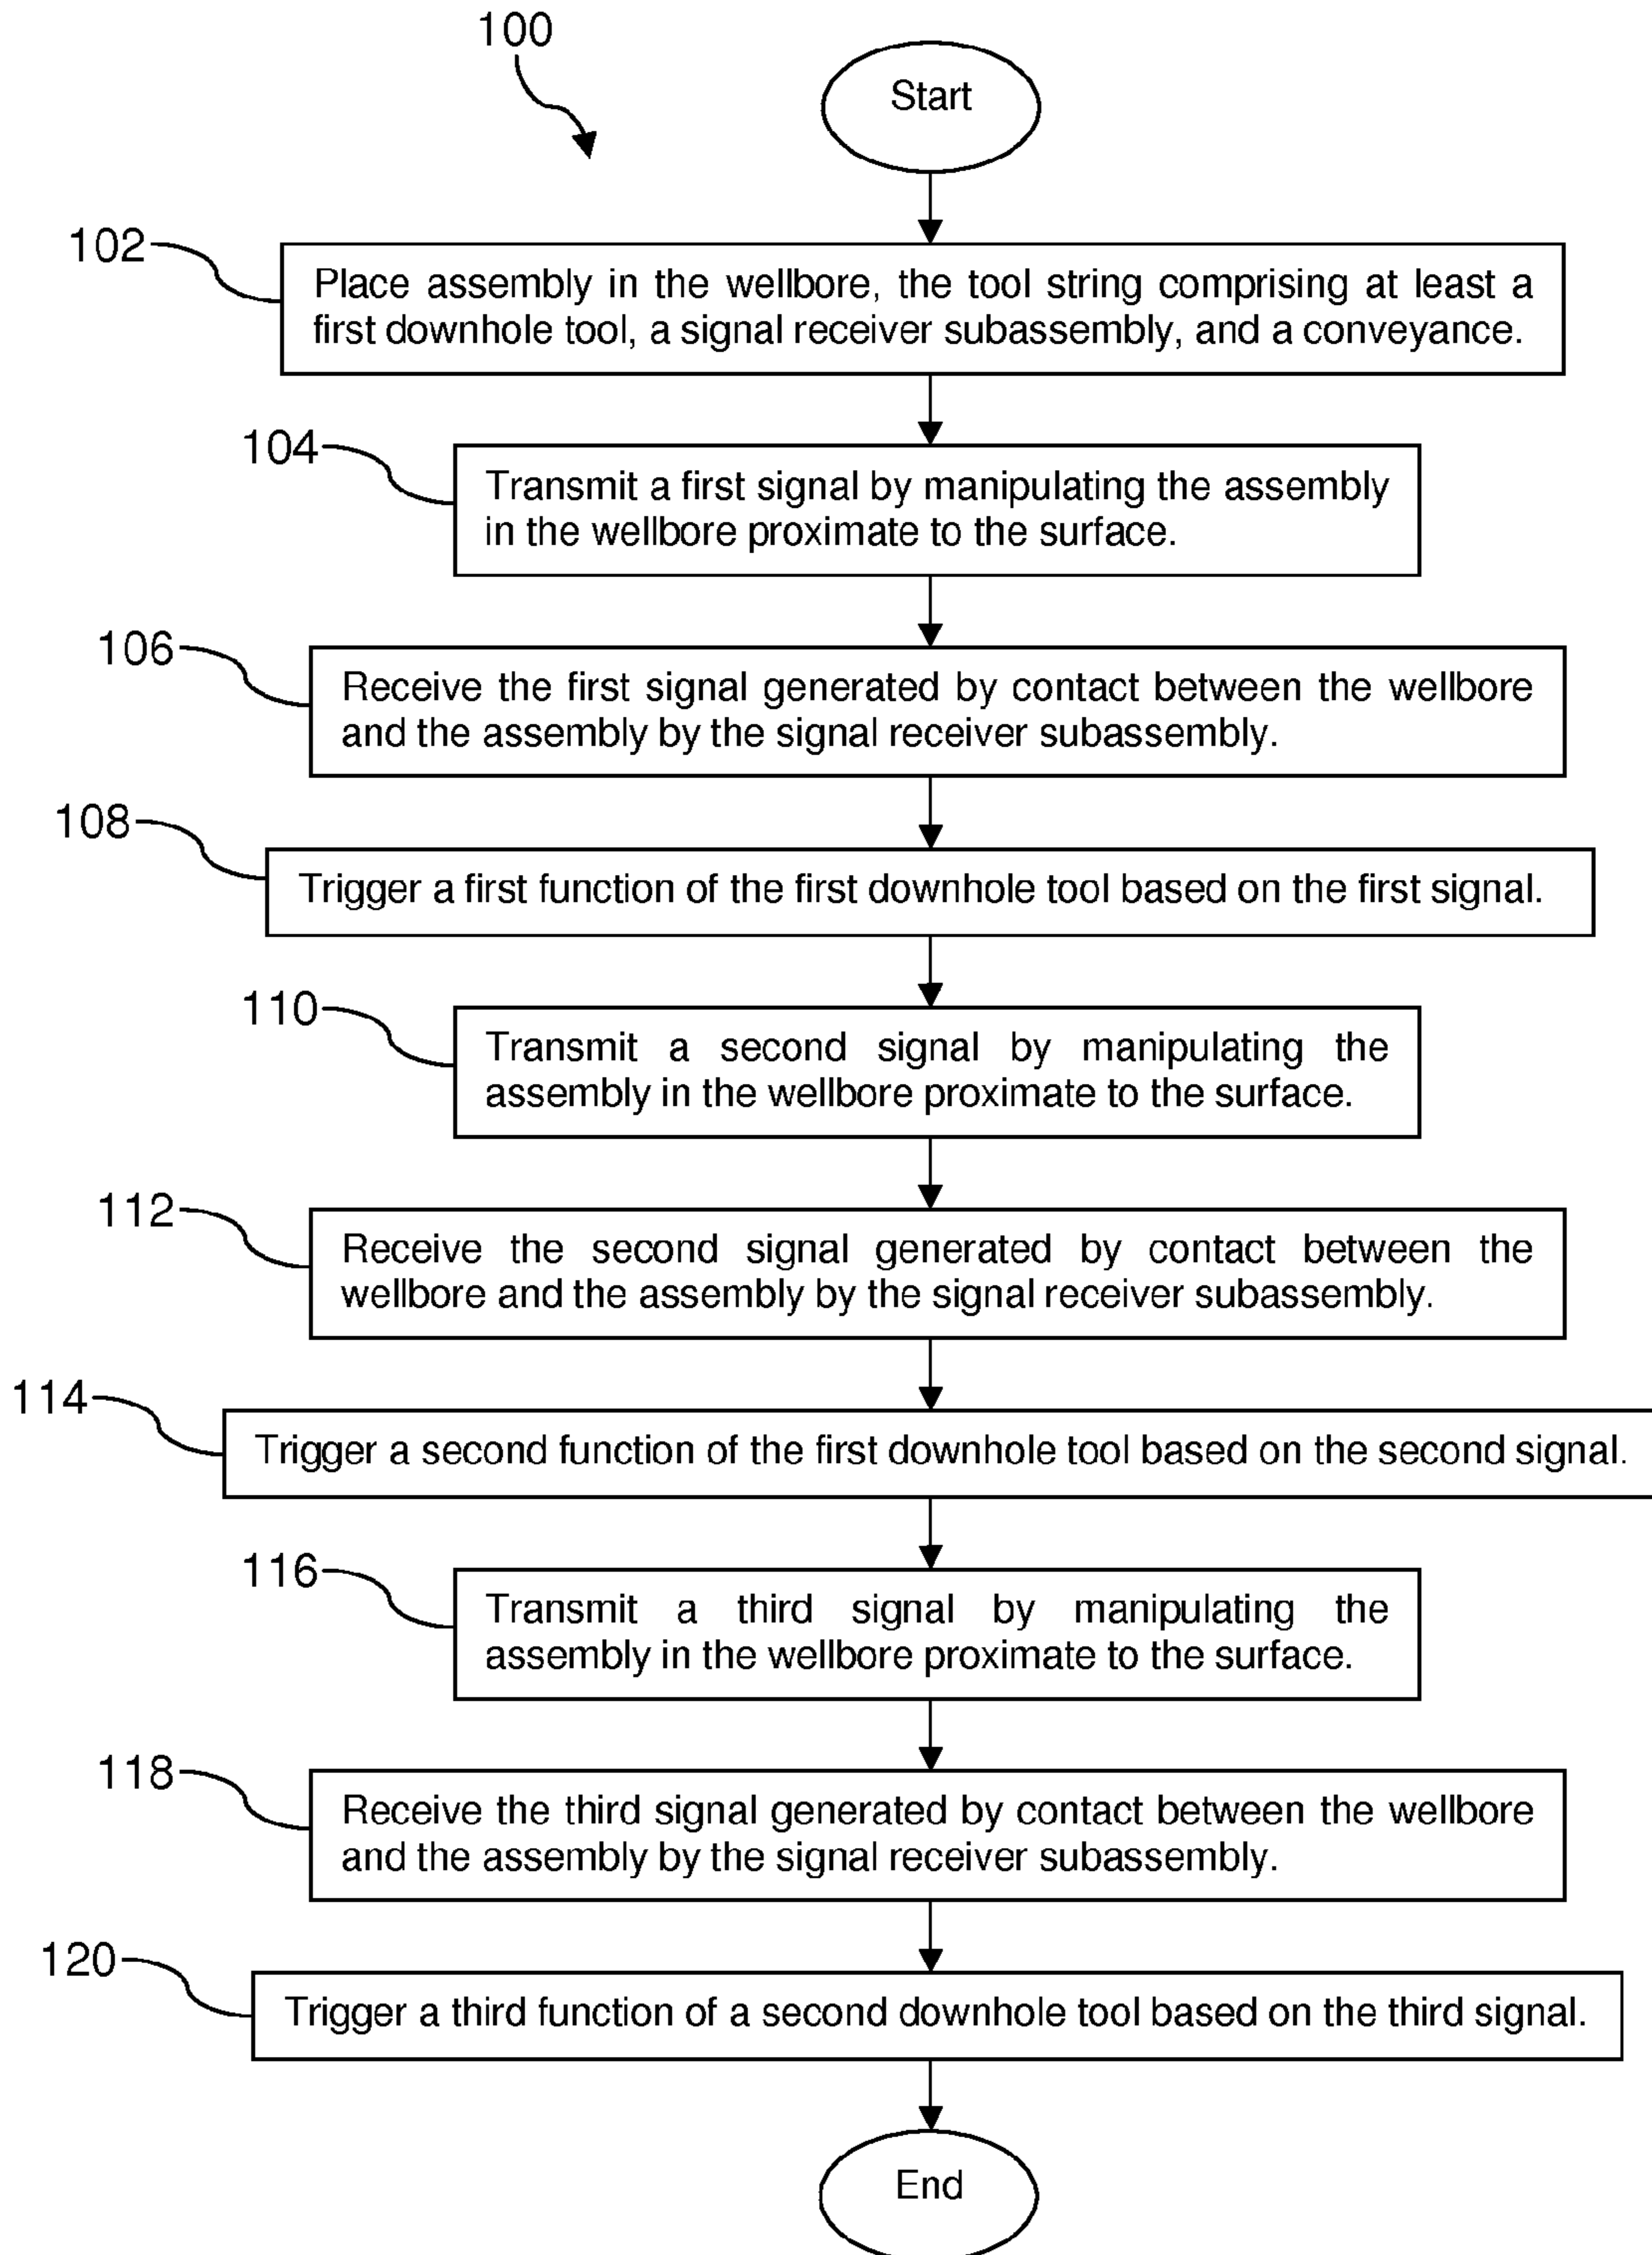 100
Start
102
Place assembly in the wellbore, the tool string comprising at least a
first downhole tool, a signal receiver subassembly, and a conveyance.
104
Transmit a first signal by manipulating the assembly
in the wellbore proximate to the surface.
106
Receive the first signal generated by contact between the wellbore
and the assembly by the signal receiver subassembly.
108
Trigger a first function of the first downhole tool based on the first signal.
110
Transmit a second signal by manipulating the
assembly in the wellbore proximate to the surface.
112
Receive the second signal generated by contact between the
wellbore and the assembly by the signal receiver subassembly.
114
Trigger a second function of the first downhole tool based on the second signal.
116
Transmit a third signal by manipulating the
assembly in the wellbore proximate to the surface.
118
Receive the third signal generated by contact between the wellbore
and the assembly by the signal receiver subassembly.
120
Trigger a third function of a second downhole tool based on the third signal.
End